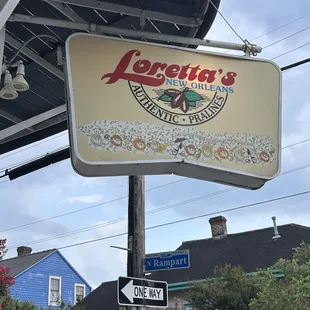 Loretta's
NEW ORLEANS
AUTHENTIC • PRALINES
N Rampart
ONE WAY